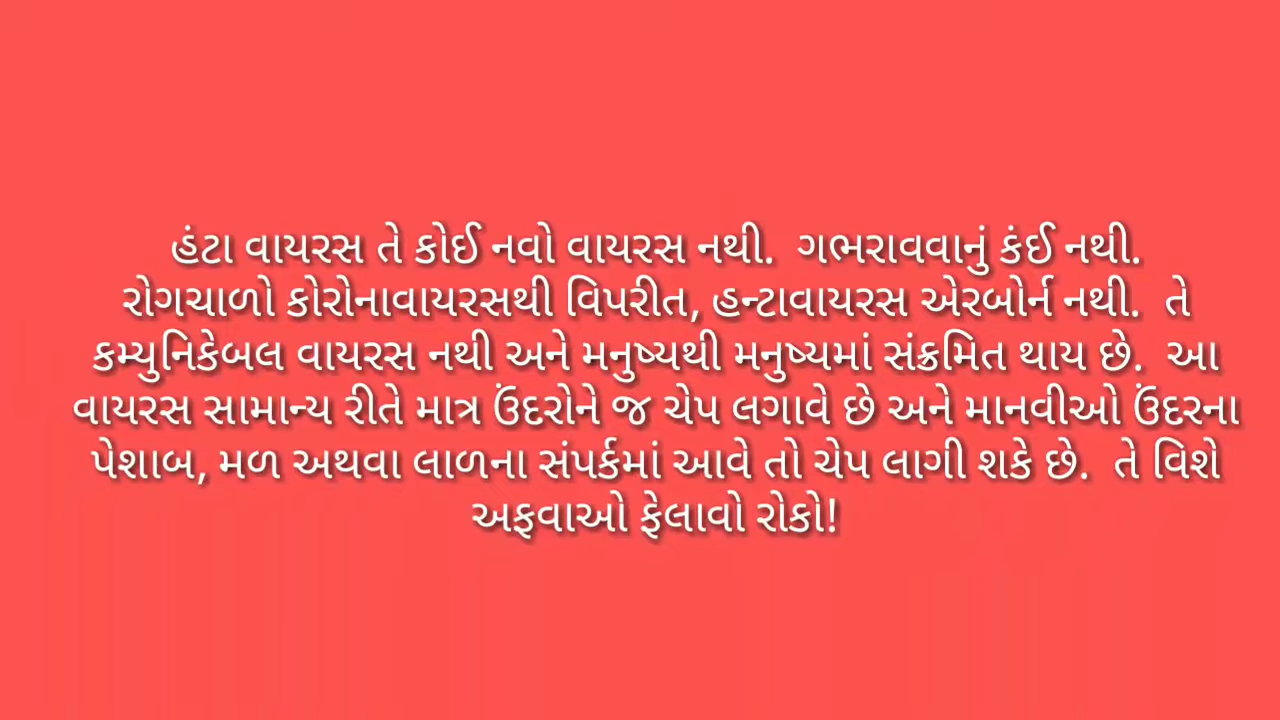 હંટા વાયરસ તે કોઈ નવો વાયરસ નથી.  ગભરાવવાનું કંઈ નથી.
રોગચાળો કોરોનાવાયરસથી વિપરીત, હન્ટાવાયરસ એરબોર્ન નથી.  તે
કમ્યુનિકેબલ વાયરસ નથી અને મનુષ્યથી મનુષ્યમાં સંક્રમિત થાય છે.  આ
વાયરસ સામાન્ય રીતે માત્ર ઉંદરોને જ ચેપ લગાવે છે અને માનવીઓ ઉંદરના
પેશાબ, મળ અથવા લાળના સંપર્કમાં આવે તો ચેપ લાગી શકે છે.  તે વિશે
અફવાઓ ફેલાવો રોકો!